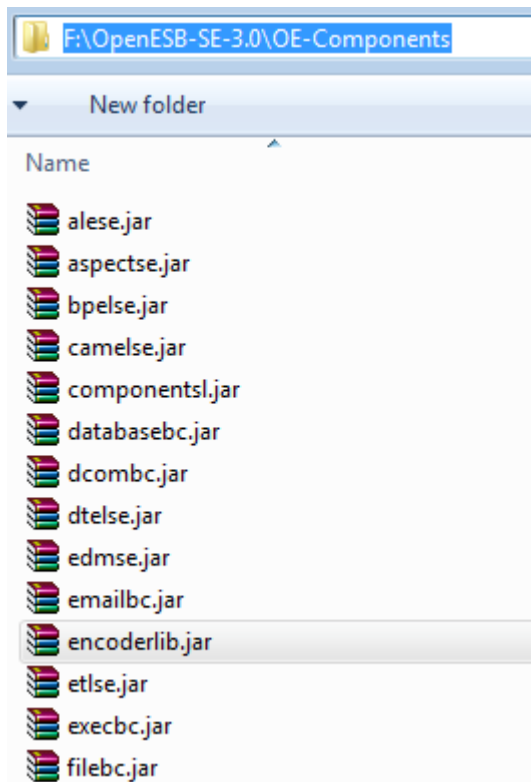 F:\OpenESB-SE-3.0\OE-Components
New folder
Name
alese.jar
aspectse.jar
bpelse.jar
camelse.jar
componentsl.jar
databasebc.jar
dcombc.jar
dtelse.jar
edmse.jar
emailbc.jar
encoderlib.jar
etlse.jar
execbc.jar
filebc.jar